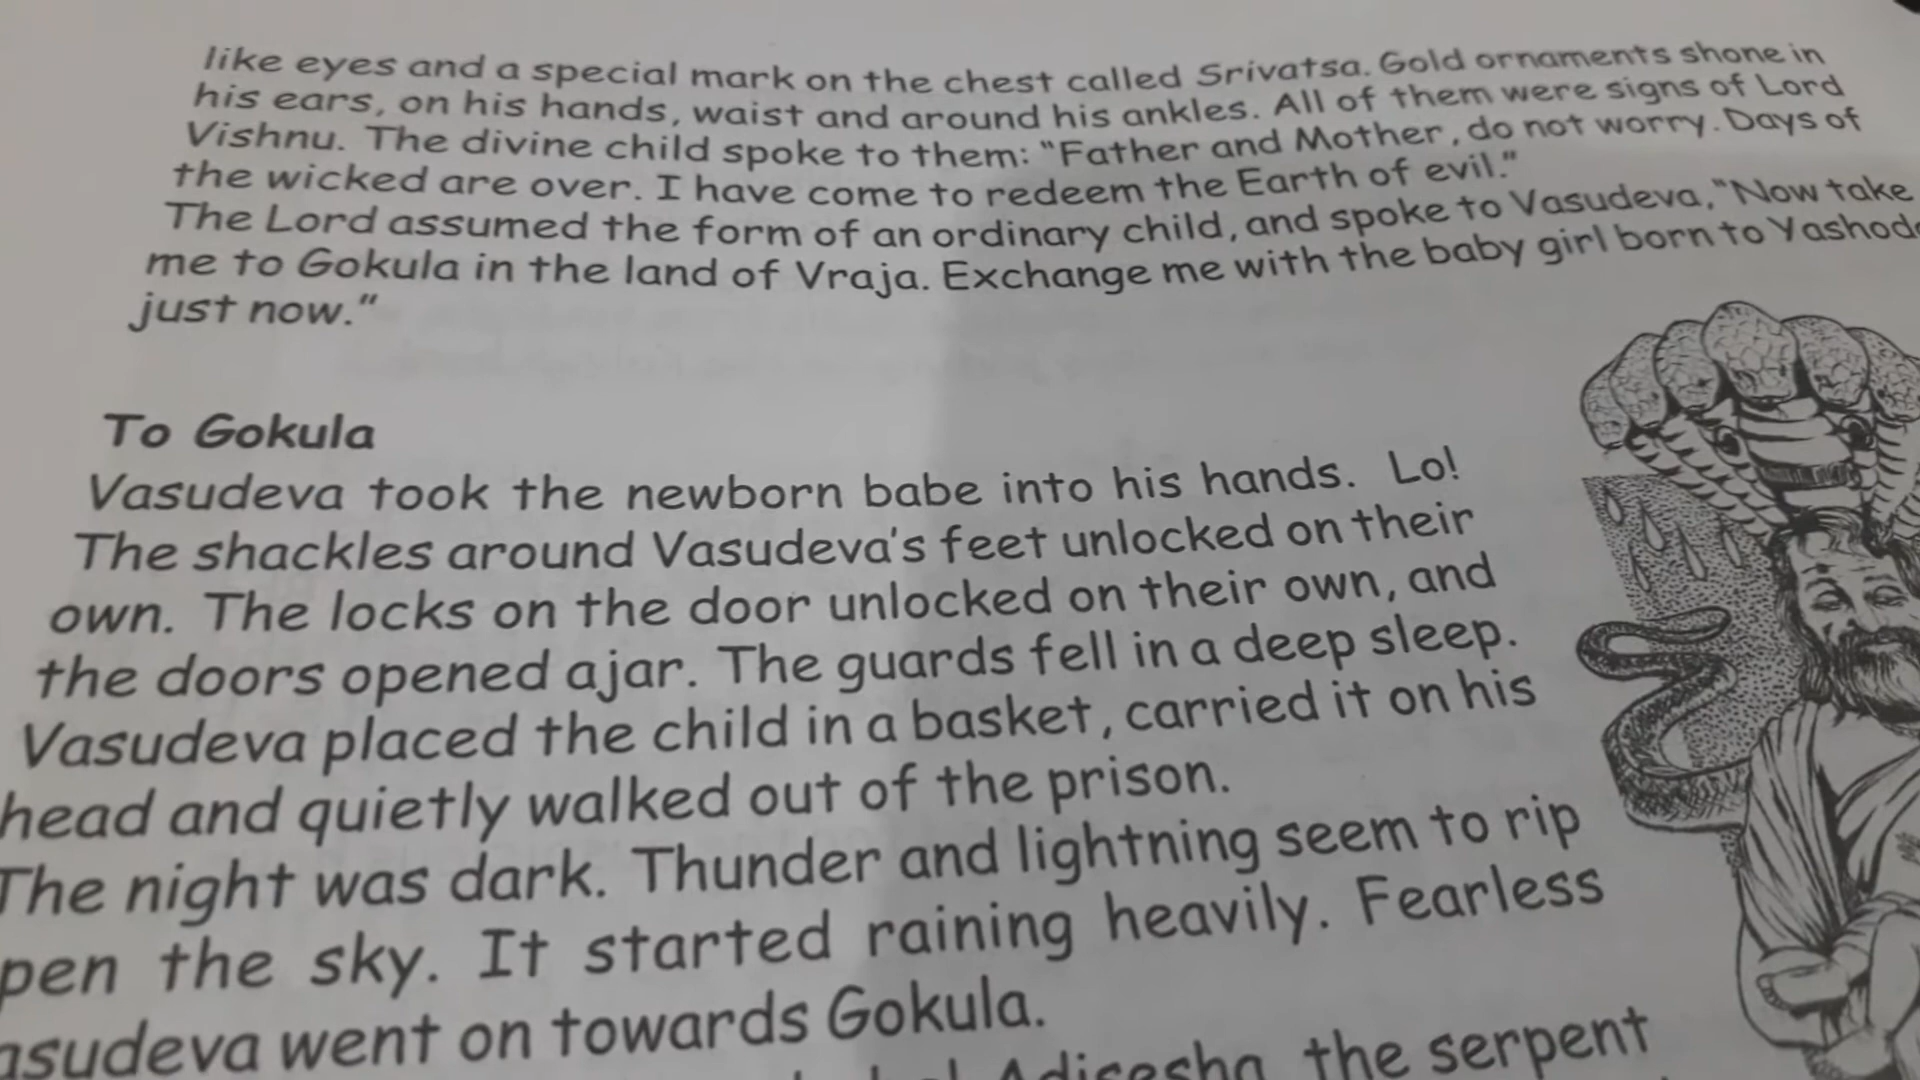 like eyes and a special mark on the chest called Srivatsa. Gold ornaments shone in
his ears, on his hands, waist and around his ankles. All of them were signs of Lord
Vishnu. The divine child spoke to them: "Father and Mother, do not worry. Days of
the wicked are over. I have come to redeem the Earth of evil."
The Lord assumed the form of an ordinary child, and spoke to Vasudeva, "Now take
me to Gokula in the land of Vraja. Exchange me with the baby girl born to
just now."
To Gokula
Vasudeva took the newborn babe into his hands. Lo!
The shackles around Vasudeva's feet unlocked on their
own. The locks on the door unlocked on their own, and
the doors opened ajar. The guards fell in a deep sleep.
Vasudeva placed the child in a basket, carried it on his
head and quietly walked out of the prison.
The night was dark. Thunder and lightning seem to rip
pen the sky. It started raining heavily. Fearless
asudeva went on towards Gokula.
Adisesha, the serpent